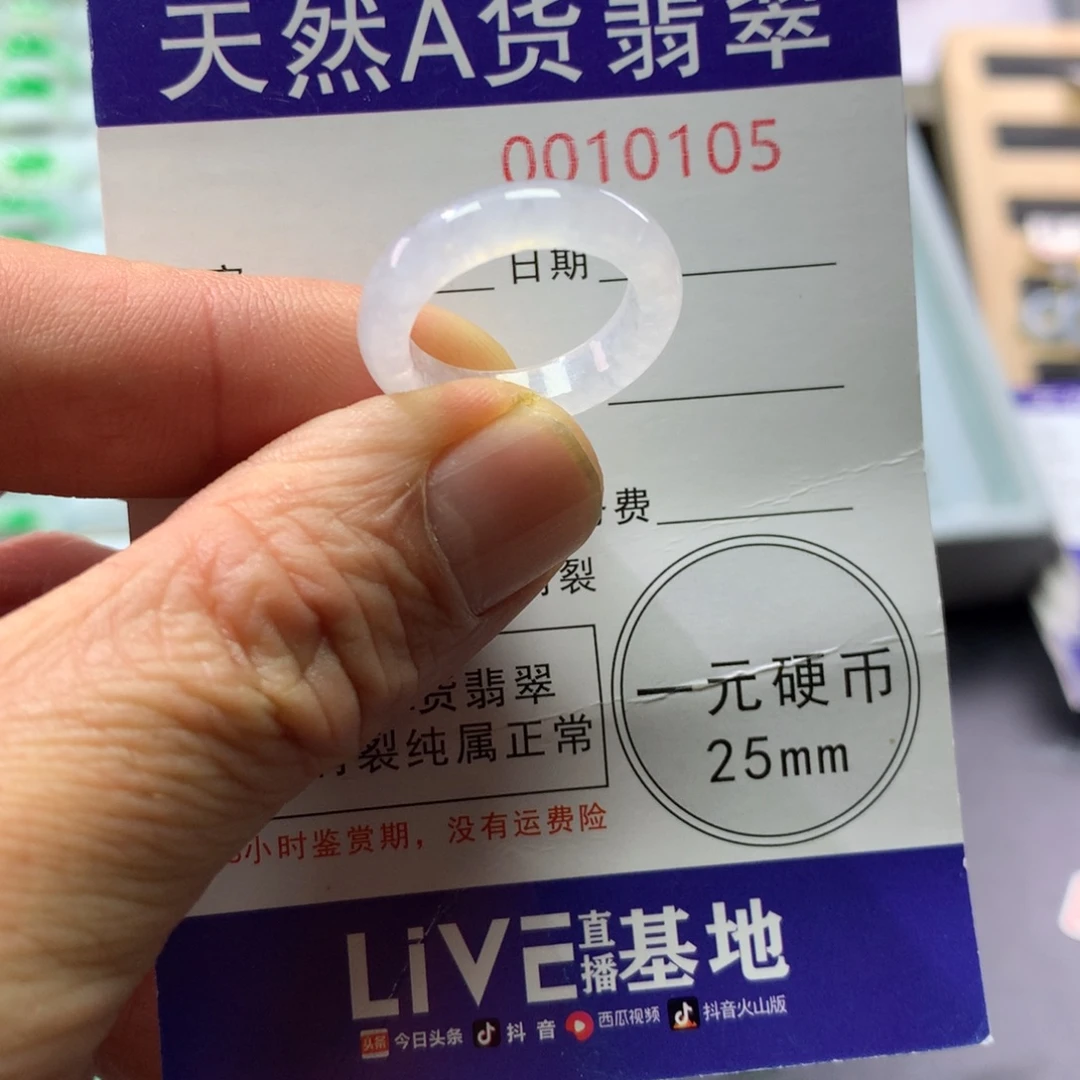 天然A货翡翠
0010105
日期
费
裂
货翡翠
裂纯属正常
小时鉴赏期，没有运费险
一元硬币
25mm
LiVE直播基地
头条 今日头条 抖音 西瓜视频 抖音火山版